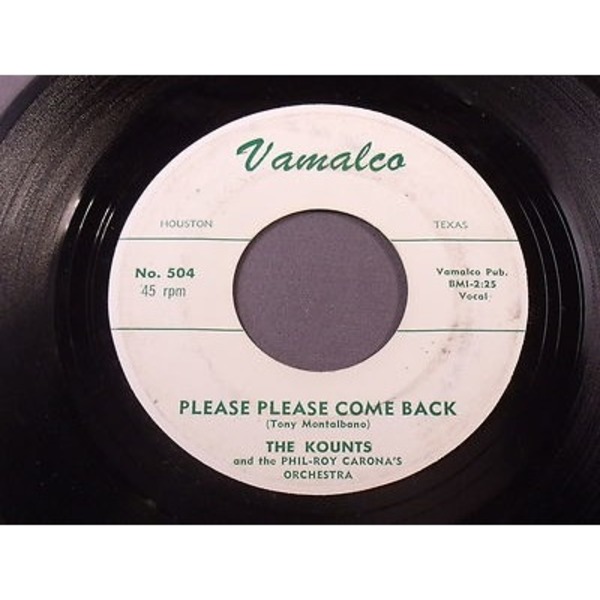 Vamalco
HOUSTON TEXAS
No. 504
45 rpm
Vamalco Pub.
BMI-2:25
Vocal
PLEASE PLEASE COME BACK
(Tony Montalbano)
THE KOUNTS
and the PHIL-ROY CARONA'S
ORCHESTRA